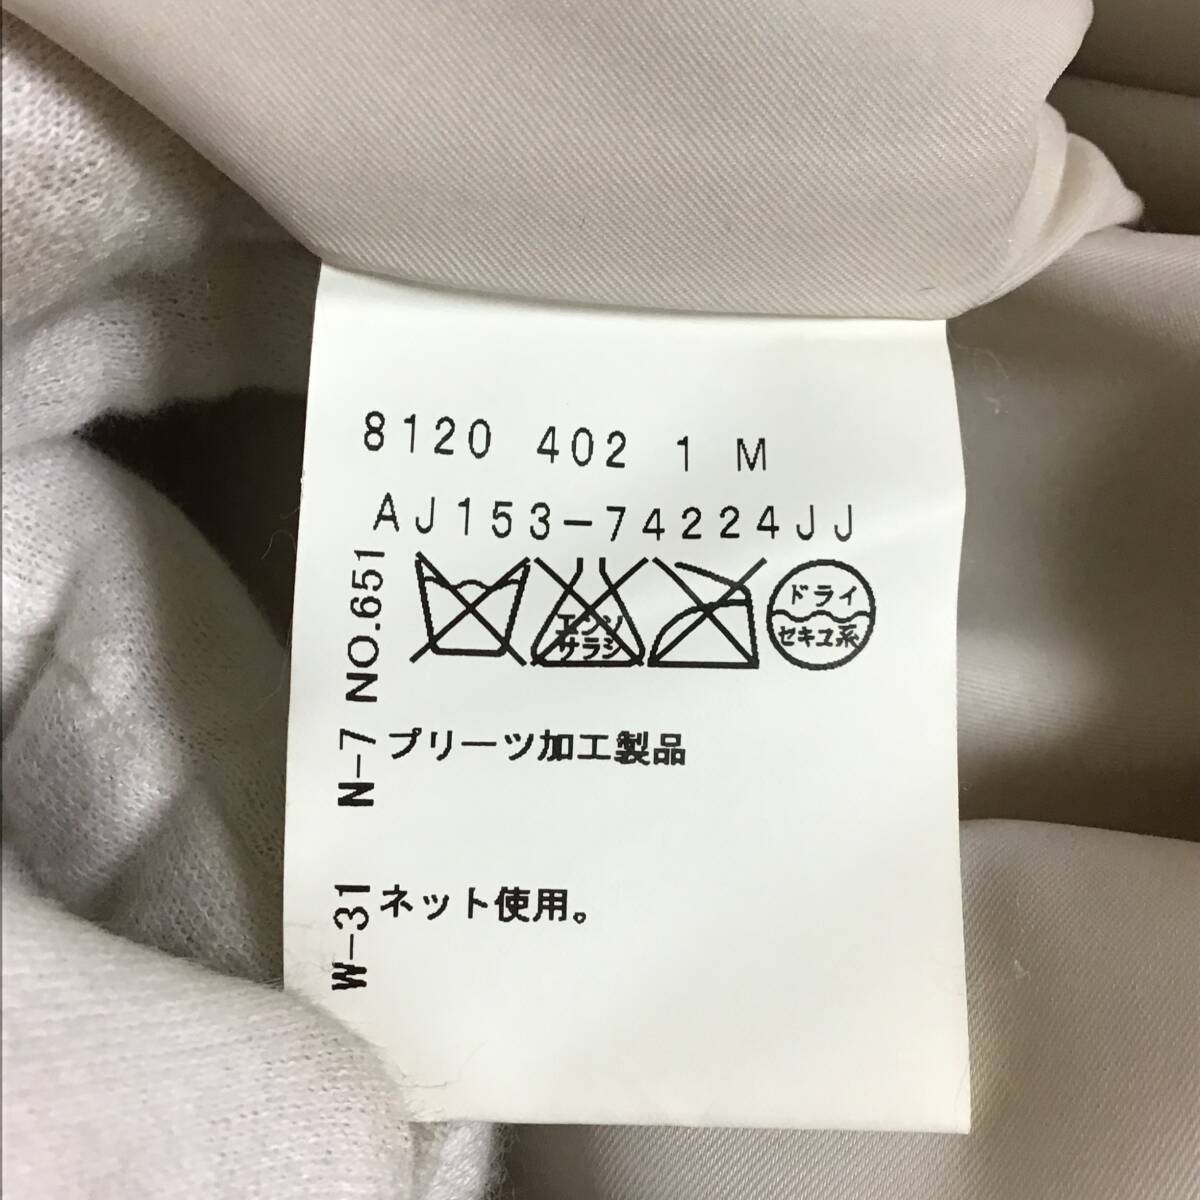 8120 402 1 M
AJ153-74224JJ
エンソ
サラシ
ドライ
セキユ系
NO.651
N-7
プリーツ加工製品
W-31
ネット使用。